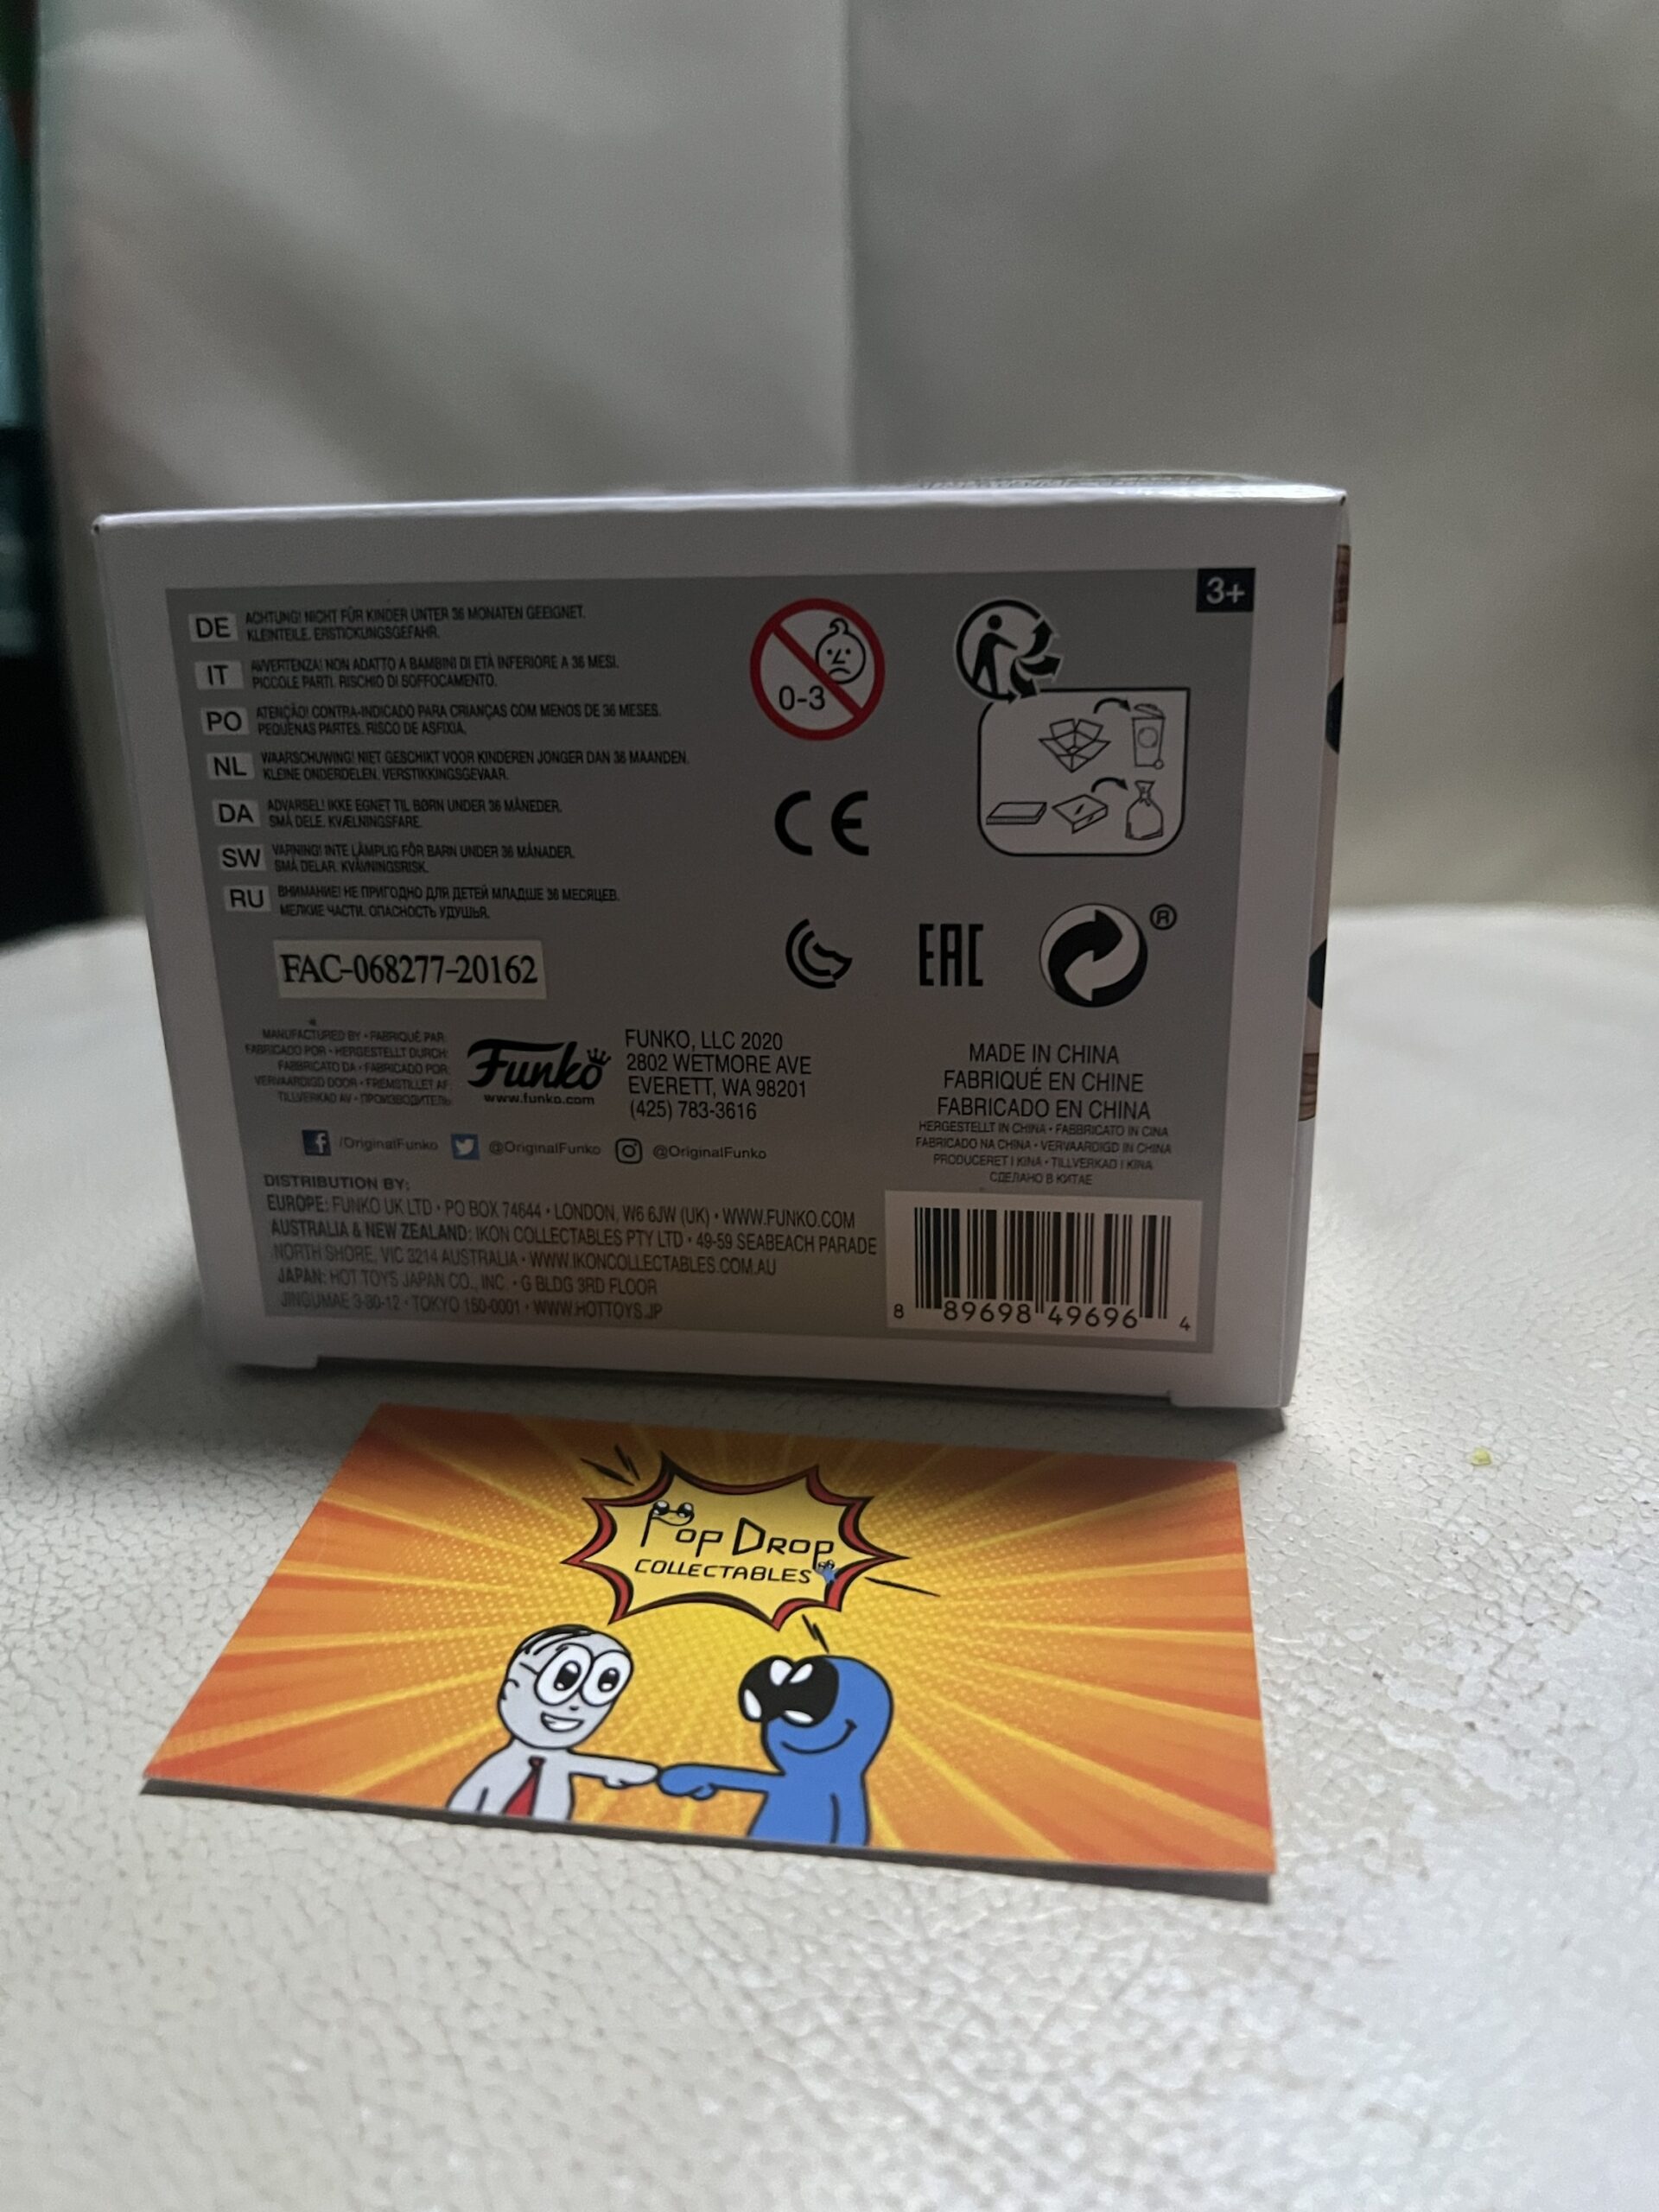 3+
DE
ACHTUNG! NICHT FÜR KINDER UNTER 36 MONATEN GEEIGNET.
KLEINTEILE. ERSTICKUNGSGEFAHR.
IT
AVVERTENZA! NON ADATTO A BAMBINI DI ETÀ INFERIORE A 36 MESI.
PICCOLE PARTI. RISCHIO DI SOFFOCAMENTO.
PO
ATENÇÃO! CONTRA-INDICADO PARA CRIANÇAS COM MENOS DE 36 MESES.
PEQUENAS PARTES. RISCO DE ASFIXIA.
NL
WAARSCHUWING! NIET GESCHIKT VOOR KINDEREN JONGER DAN 36 MAANDEN.
KLEINE ONDERDELEN. VERSTIKKINGSGEVAAR.
DA
ADVARSEL! IKKE EGNET TIL BØRN UNDER 36 MÅNEDER.
SMÅ DELE. KVÆLNINGSFARE.
SW
VARNING! INTE LÄMPLIG FÖR BARN UNDER 36 MÅNADER.
SMÅ DELAR. KVÄVNINGSRISK.
RU
ВНИМАНИЕ! НЕ ПРИГОДНО ДЛЯ ДЕТЕЙ МЛАДШЕ 36 МЕСЯЦЕВ.
МЕЛКИЕ ЧАСТИ. ОПАСНОСТЬ УДУШЬЯ.
0-3
CE
EAC
®
FAC-068277-20162
MANUFACTURED BY • FABRIQUÉ PAR:
FABRICADO POR • HERGESTELLT DURCH:
FABBRICATO DA • FABRICADO POR:
VERVAARDIGD DOOR • FREMSTILLET AF:
TILLVERKAD AV • ПРОИЗВОДИТЕЛЬ:
Funko
www.funko.com
FUNKO, LLC 2020
2802 WETMORE AVE
EVERETT, WA 98201
(425) 783-3616
/OriginalFunko @OriginalFunko @OriginalFunko
MADE IN CHINA
FABRIQUÉ EN CHINE
FABRICADO EN CHINA
HERGESTELLT IN CHINA • FABBRICATO IN CINA
FABRICADO NA CHINA • VERVAARDIGD IN CHINA
PRODUCERET I KINA • TILLVERKAD I KINA
СДЕЛАНО В КИТАЕ
DISTRIBUTION BY:
EUROPE: FUNKO UK LTD • PO BOX 74644 • LONDON, W6 6JW (UK) • WWW.FUNKO.COM
AUSTRALIA & NEW ZEALAND: IKON COLLECTABLES PTY LTD • 49-59 SEABEACH PARADE
NORTH SHORE, VIC 3214 AUSTRALIA • WWW.IKONCOLLECTABLES.COM.AU
JAPAN: HOT TOYS JAPAN CO., INC. • G BLDG 3RD FLOOR
JINGUMAE 3-30-12 • TOKYO 150-0001 • WWW.HOTTOYS.JP
8 89698 49696 4
POP DROP
COLLECTABLES